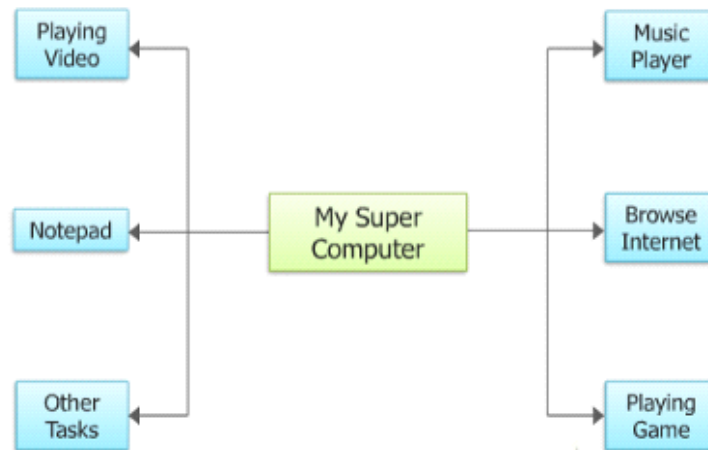 Playing
Video
Music
Player
Notepad
My Super
Computer
Browse
Internet
Other
Tasks
Playing
Game